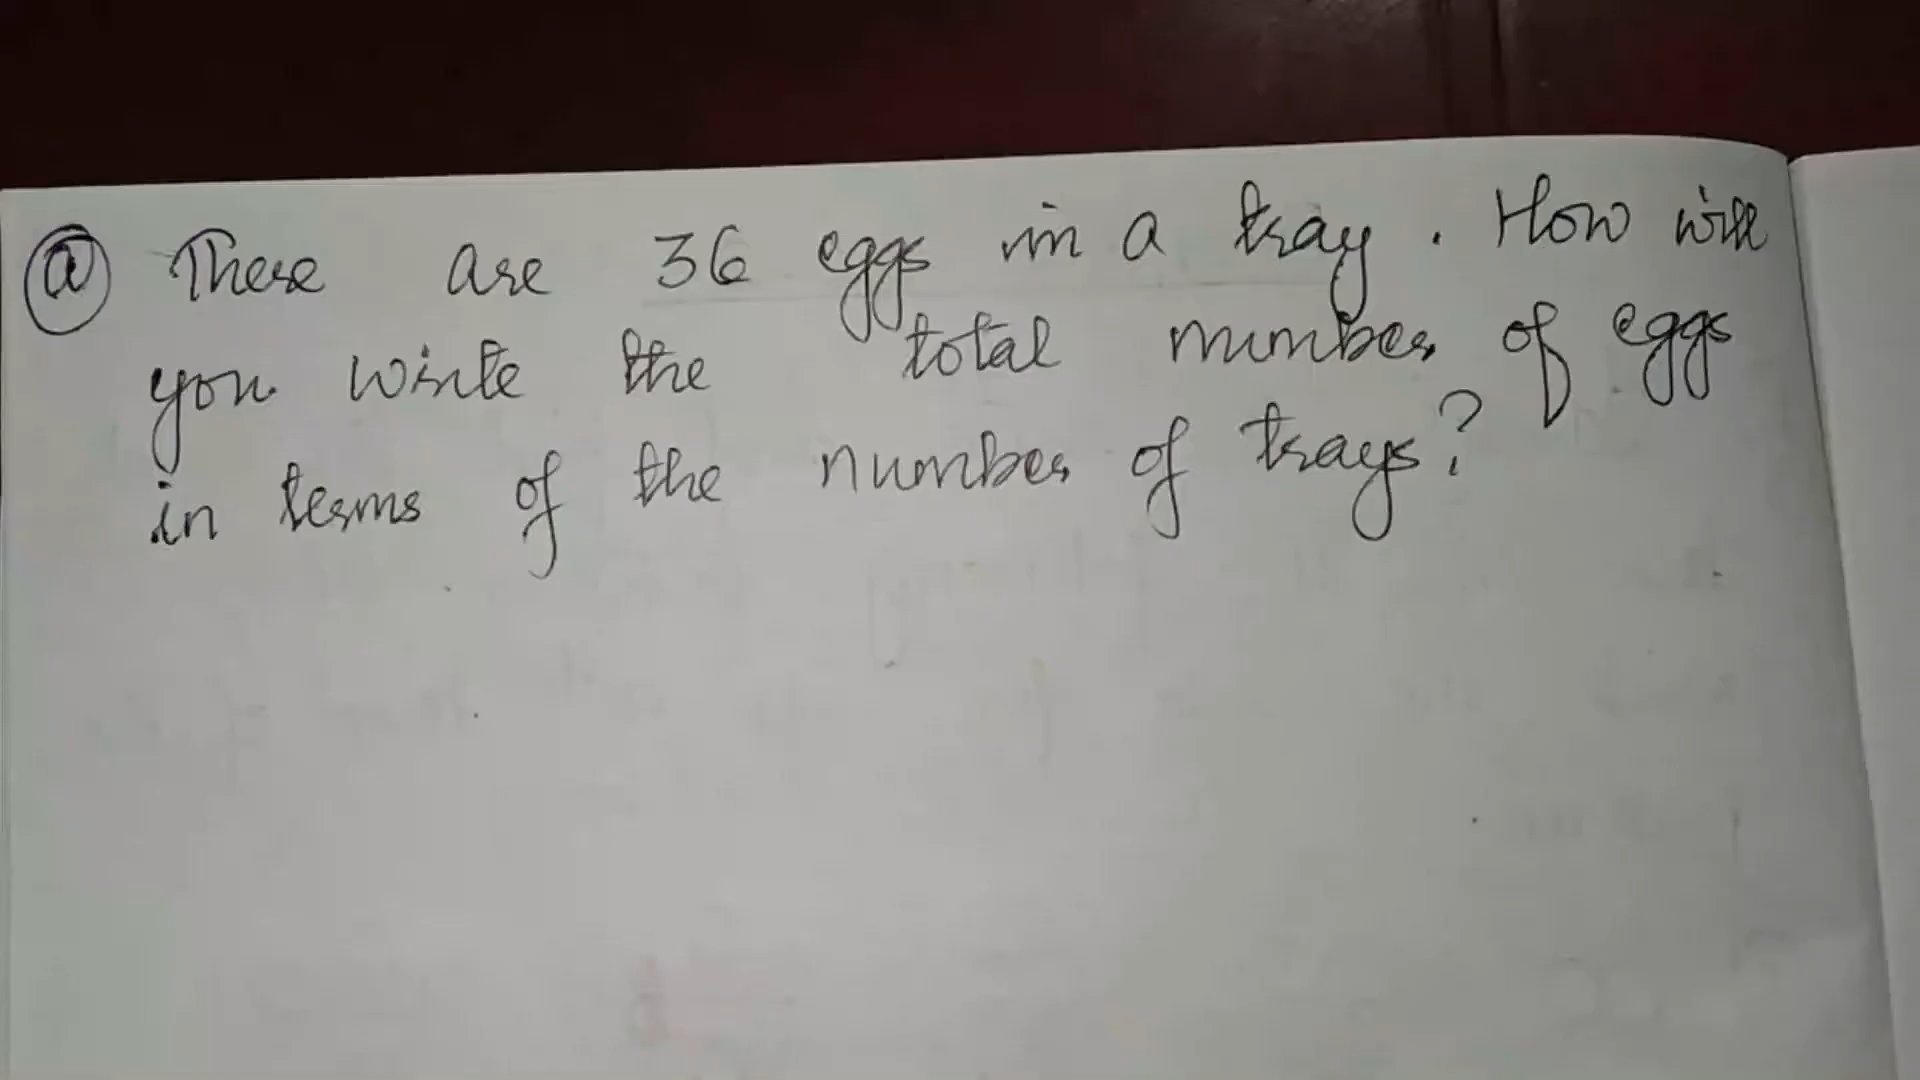 a There are 36 eggs in a tray. How will
you write the total number of eggs
in terms of the number of trays?